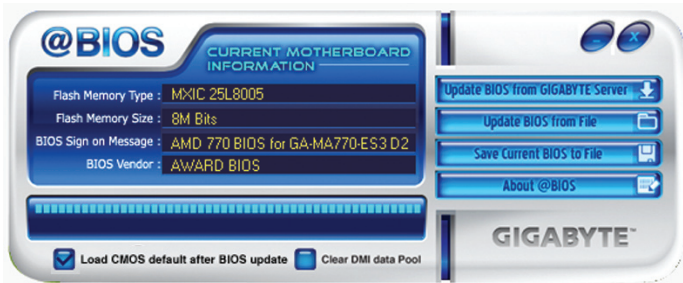 @BIOS
CURRENT MOTHERBOARD
INFORMATION
Flash Memory Type : MXIC 25L8005
Flash Memory Size : 8M Bits
BIOS Sign on Message : AMD 770 BIOS for GA-MA770-ES3 D2
BIOS Vendor : AWARD BIOS
Load CMOS default after BIOS update
Clear DMI data Pool
Update BIOS from GIGABYTE Server
Update BIOS from File
Save Current BIOS to File
About @BIOS
GIGABYTE™